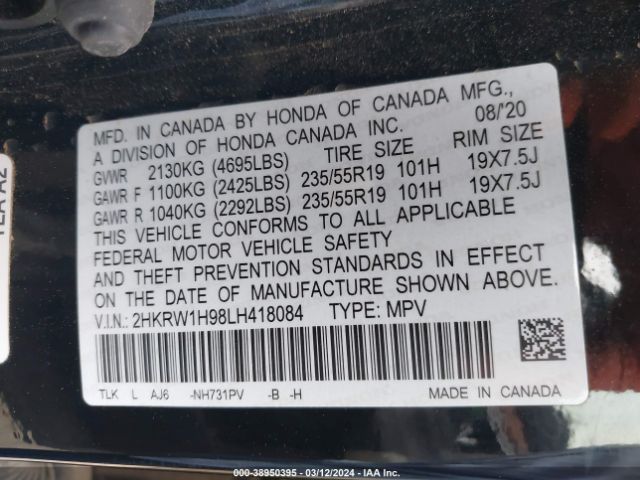 MFD. IN CANADA BY HONDA OF CANADA MFG.,
A DIVISION OF HONDA CANADA INC. 08/'20
GVWR 2130KG (4695LBS) TIRE SIZE RIM SIZE
GAWR F 1100KG (2425LBS) 235/55R19 101H 19X7.5J
GAWR R 1040KG (2292LBS) 235/55R19 101H 19X7.5J
THIS VEHICLE CONFORMS TO ALL APPLICABLE
FEDERAL MOTOR VEHICLE SAFETY
AND THEFT PREVENTION STANDARDS IN EFFECT
ON THE DATE OF MANUFACTURE SHOWN ABOVE.
V.I.N.: 2HKRW1H98LH418084 TYPE: MPV
TLK L AJ6 -NH731PV -B -H MADE IN CANADA
000-38950395 - 03/12/2024 - IAA Inc.